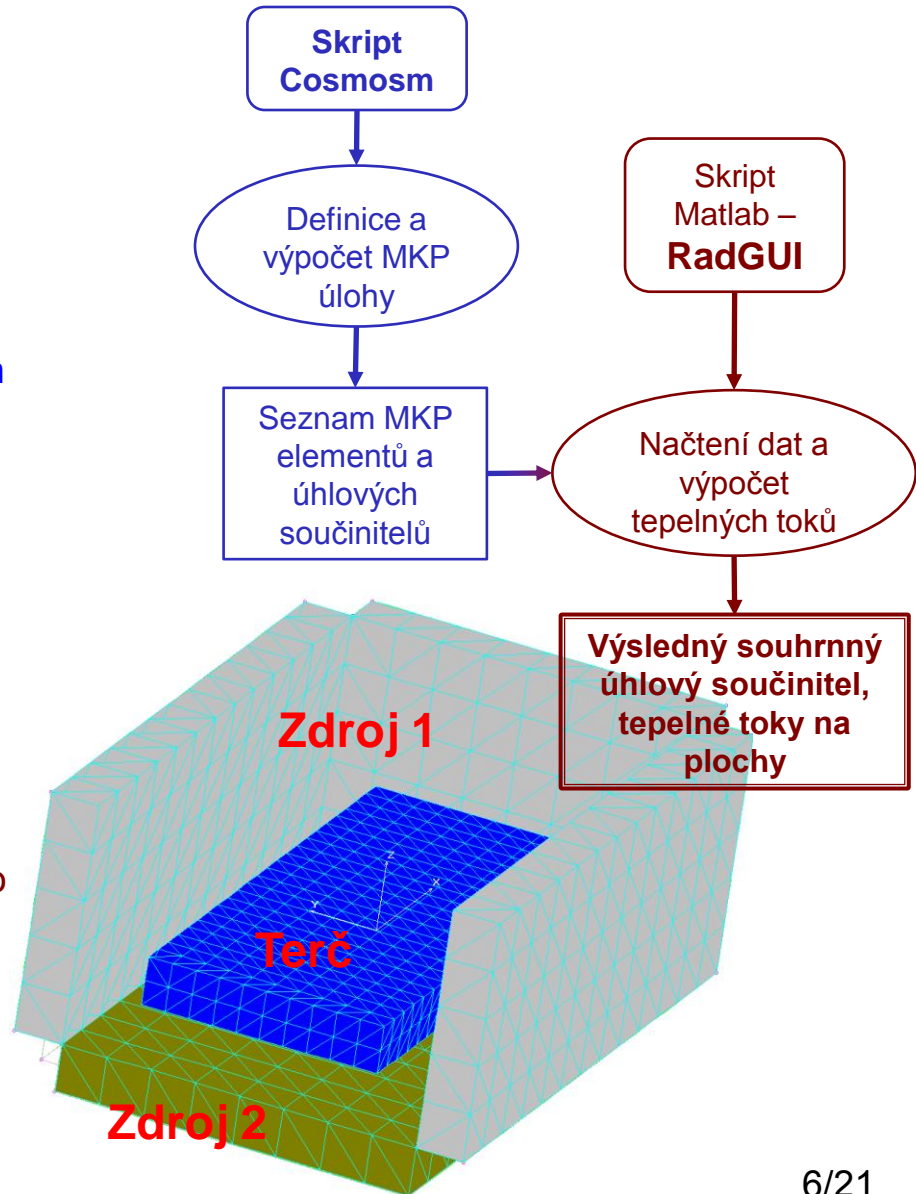 Skript
Cosmosm
Definice a
výpočet MKP
úlohy
Seznam MKP
elementů a
úhlových
součinitelů
Skript
Matlab –
RadGUI
Načtení dat a
výpočet
tepelných toků
Výsledný souhrnný
úhlový součinitel,
tepelné toky na
plochy
Zdroj 1
Z
X
Y
Terč
Zdroj 2
6/21